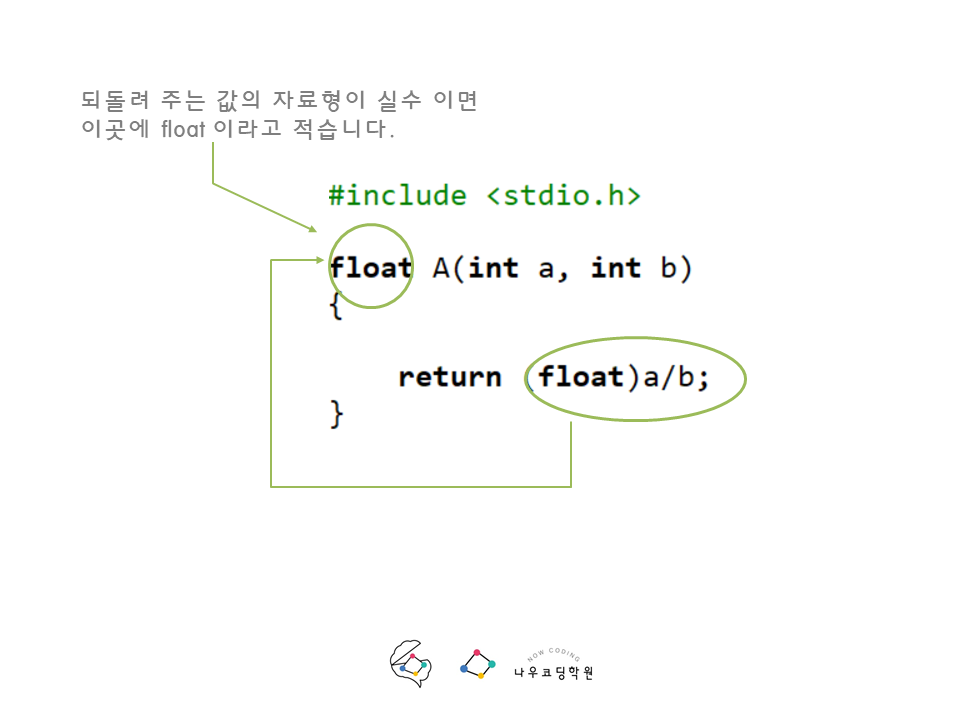 되돌려 주는 값의 자료형이 실수 이면
이곳에 float 이라고 적습니다.
#include <stdio.h>
float A(int a, int b)
{
return (float)a/b;
}
NOW CODING
나우코딩학원